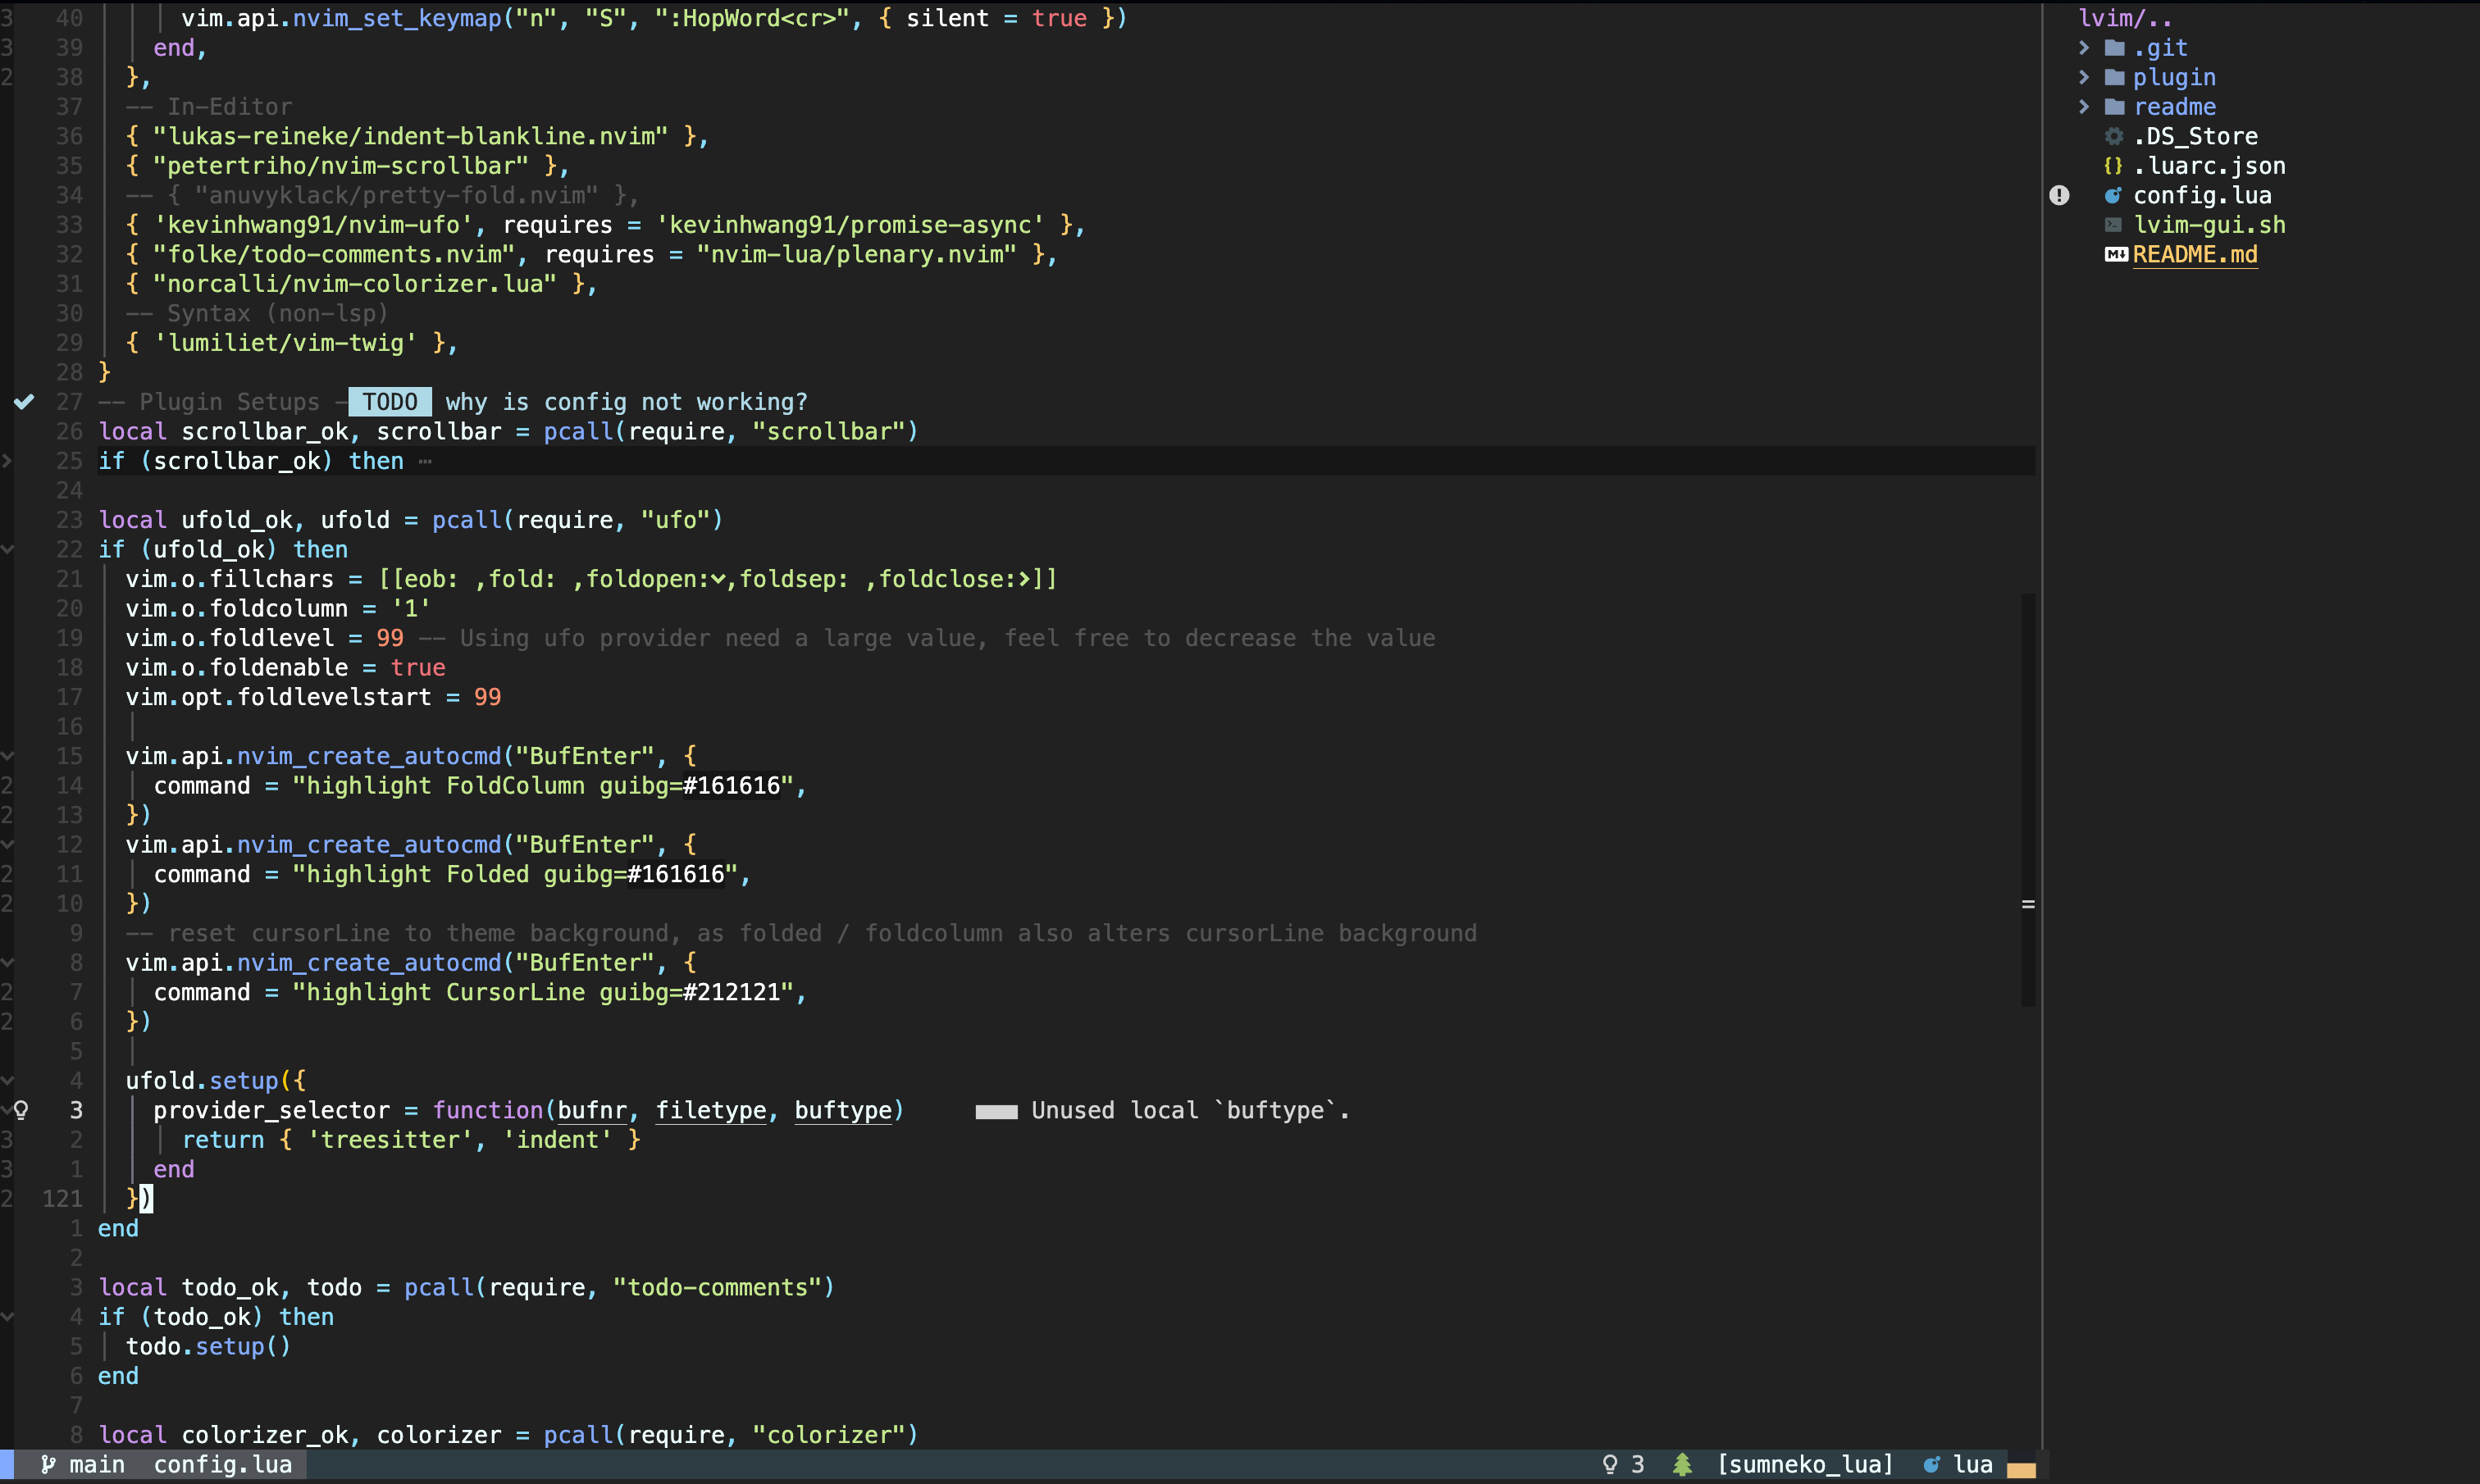 40 vim.api.nvim_set_keymap("n", "S", ":HopWord<cr>", { silent = true })
3 39 end,
2 38 },
37 -- In-Editor
36 { "lukas-reineke/indent-blankline.nvim" },
35 { "petertriho/nvim-scrollbar" },
34 -- { "anuvyklack/pretty-fold.nvim" },
33 { 'kevinhwang91/nvim-ufo', requires = 'kevinhwang91/promise-async' },
32 { "folke/todo-comments.nvim", requires = "nvim-lua/plenary.nvim" },
31 { "norcalli/nvim-colorizer.lua" },
30 -- Syntax (non-lsp)
29 { 'lumiliet/vim-twig' },
28 }
27 -- Plugin Setups - TODO why is config not working?
26 local scrollbar_ok, scrollbar = pcall(require, "scrollbar")
25 if (scrollbar_ok) then ⋯
24
23 local ufold_ok, ufold = pcall(require, "ufo")
22 if (ufold_ok) then
21 vim.o.fillchars = [[eob: ,fold: ,foldopen:,foldsep: ,foldclose:]]
20 vim.o.foldcolumn = '1'
19 vim.o.foldlevel = 99 -- Using ufo provider need a large value, feel free to decrease the value
18 vim.o.foldenable = true
17 vim.opt.foldlevelstart = 99
16
15 vim.api.nvim_create_autocmd("BufEnter", {
2 14 command = "highlight FoldColumn guibg=#161616",
2 13 })
12 vim.api.nvim_create_autocmd("BufEnter", {
2 11 command = "highlight Folded guibg=#161616",
2 10 })
9 -- reset cursorLine to theme background, as folded / foldcolumn also alters cursorLine background
8 vim.api.nvim_create_autocmd("BufEnter", {
2 7 command = "highlight CursorLine guibg=#212121",
2 6 })
5
4 ufold.setup({
3 provider_selector = function(bufnr, filetype, buftype) Unused local `buftype`.
3 2 return { 'treesitter', 'indent' }
3 1 end
2 121 })
1 end
2
3 local todo_ok, todo = pcall(require, "todo-comments")
4 if (todo_ok) then
5 todo.setup()
6 end
7
8 local colorizer_ok, colorizer = pcall(require, "colorizer")
main config.lua 3 [sumneko_lua] lua
lvim/..
.git
plugin
readme
.DS_Store
{} .luarc.json
config.lua
lvim-gui.sh
M↓ README.md